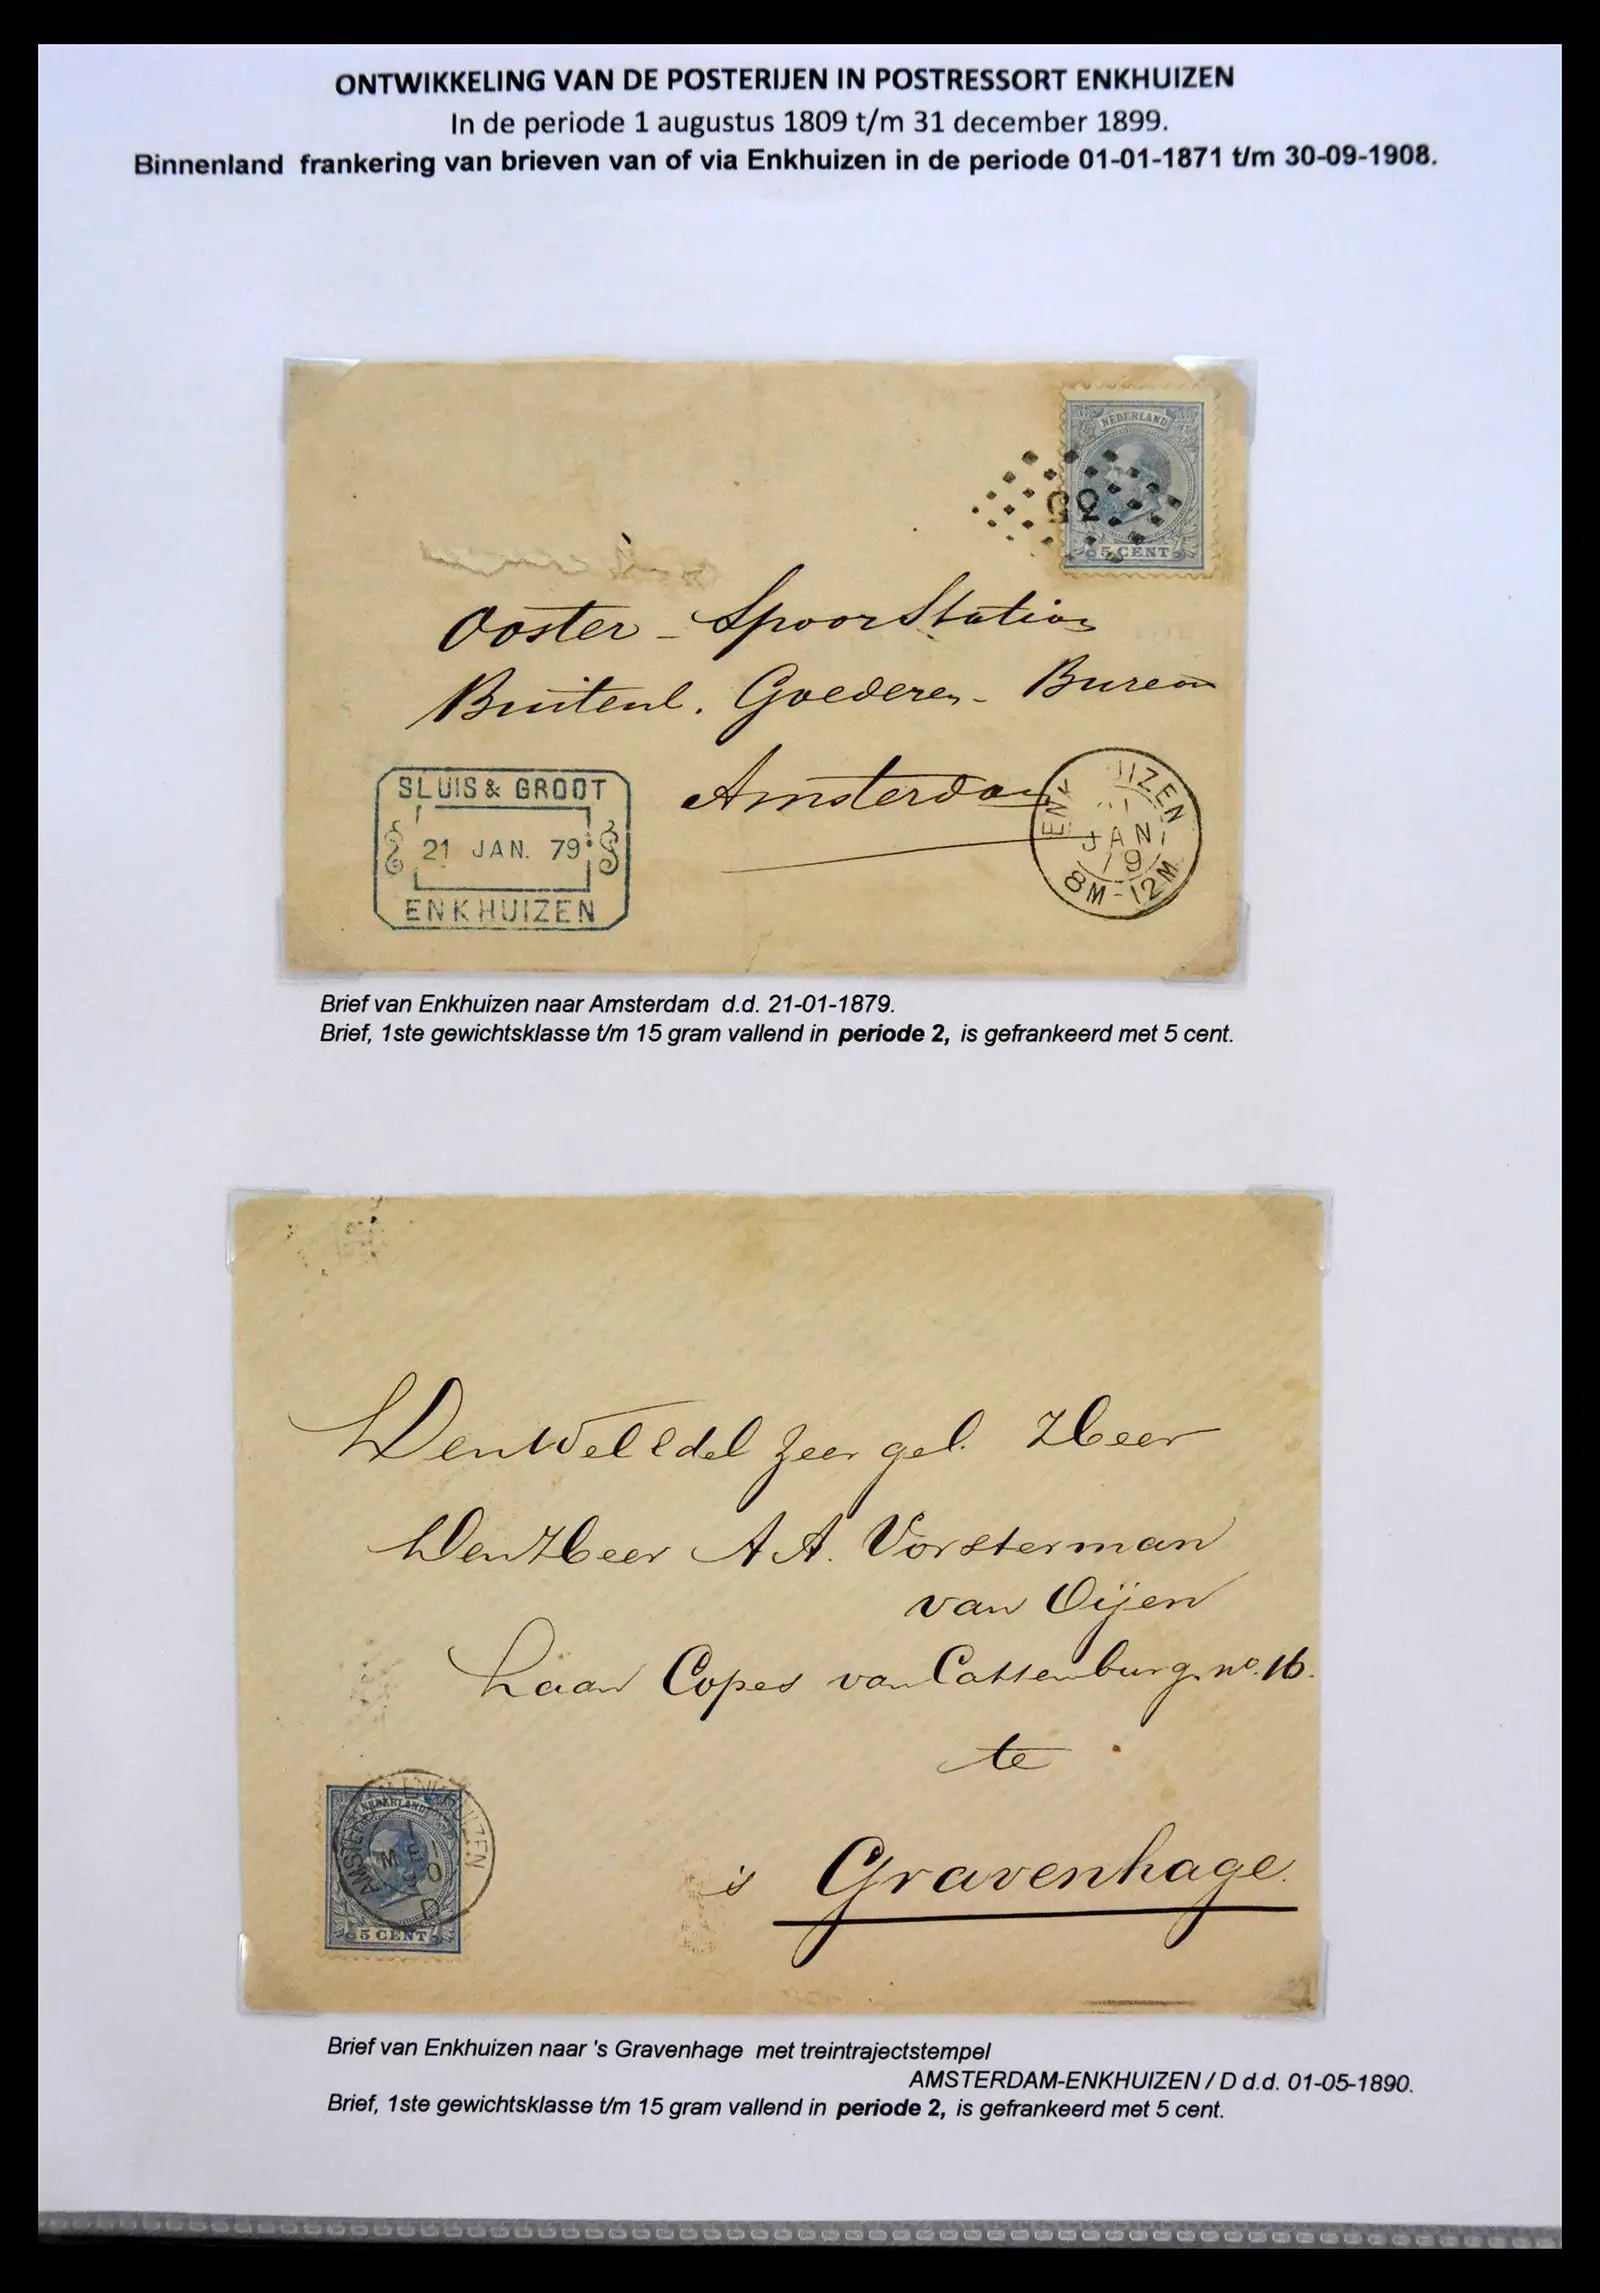 ONTWIKKELING VAN DE POSTERIJEN IN POSTRESSORT ENKHUIZEN
In de periode 1 augustus 1809 t/m 31 december 1899.
Binnenland frankering van brieven van of via Enkhuizen in de periode 01-01-1871 t/m 30-09-1908.
NEDERLAND
5 CENT
Ooster - Spoor Station
Buitenl. Goederen - Bureau
Amsterdam
SLUIS & GROOT
21 JAN. 79
ENKHUIZEN
ENK UIZEN
JAN
79
8M-12M
Brief van Enkhuizen naar Amsterdam d.d. 21-01-1879.
Brief, 1ste gewichtsklasse t/m 15 gram vallend in periode 2, is gefrankeerd met 5 cent.
Den WelEdel Zeer gel. Heer
Den Heer A A. Vorsterman
van Oijen
Laan Copes van Cattenburg no. 16.
te
's Gravenhage.
NEDERLAND
5 CENT
Brief van Enkhuizen naar 's Gravenhage met treintrajectstempel
AMSTERDAM-ENKHUIZEN / D d.d. 01-05-1890.
Brief, 1ste gewichtsklasse t/m 15 gram vallend in periode 2, is gefrankeerd met 5 cent.